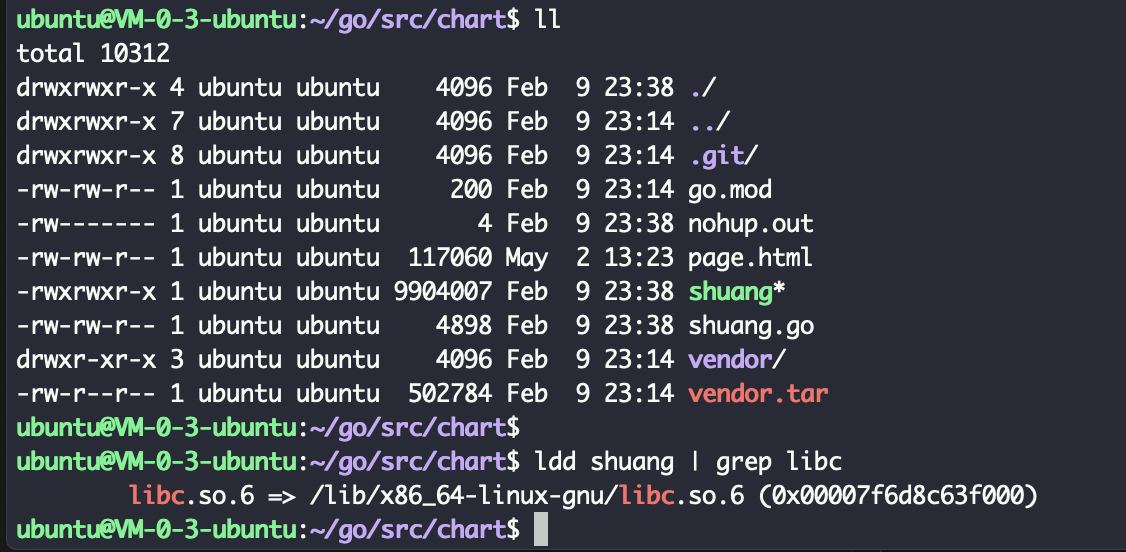 ubuntu@VM-0-3-ubuntu:~/go/src/chart$ ll
total 10312
drwxrwxr-x 4 ubuntu ubuntu    4096 Feb  9 23:38 ./
drwxrwxr-x 7 ubuntu ubuntu    4096 Feb  9 23:14 ../
drwxrwxr-x 8 ubuntu ubuntu    4096 Feb  9 23:14 .git/
-rw-rw-r-- 1 ubuntu ubuntu     200 Feb  9 23:14 go.mod
-rw------- 1 ubuntu ubuntu       4 Feb  9 23:38 nohup.out
-rw-rw-r-- 1 ubuntu ubuntu  117060 May  2 13:23 page.html
-rwxrwxr-x 1 ubuntu ubuntu 9904007 Feb  9 23:38 shuang*
-rw-rw-r-- 1 ubuntu ubuntu    4898 Feb  9 23:38 shuang.go
drwxr-xr-x 3 ubuntu ubuntu    4096 Feb  9 23:14 vendor/
-rw-r--r-- 1 ubuntu ubuntu  502784 Feb  9 23:14 vendor.tar
ubuntu@VM-0-3-ubuntu:~/go/src/chart$
ubuntu@VM-0-3-ubuntu:~/go/src/chart$ ldd shuang | grep libc
        libc.so.6 => /lib/x86_64-linux-gnu/libc.so.6 (0x00007f6d8c63f000)
ubuntu@VM-0-3-ubuntu:~/go/src/chart$